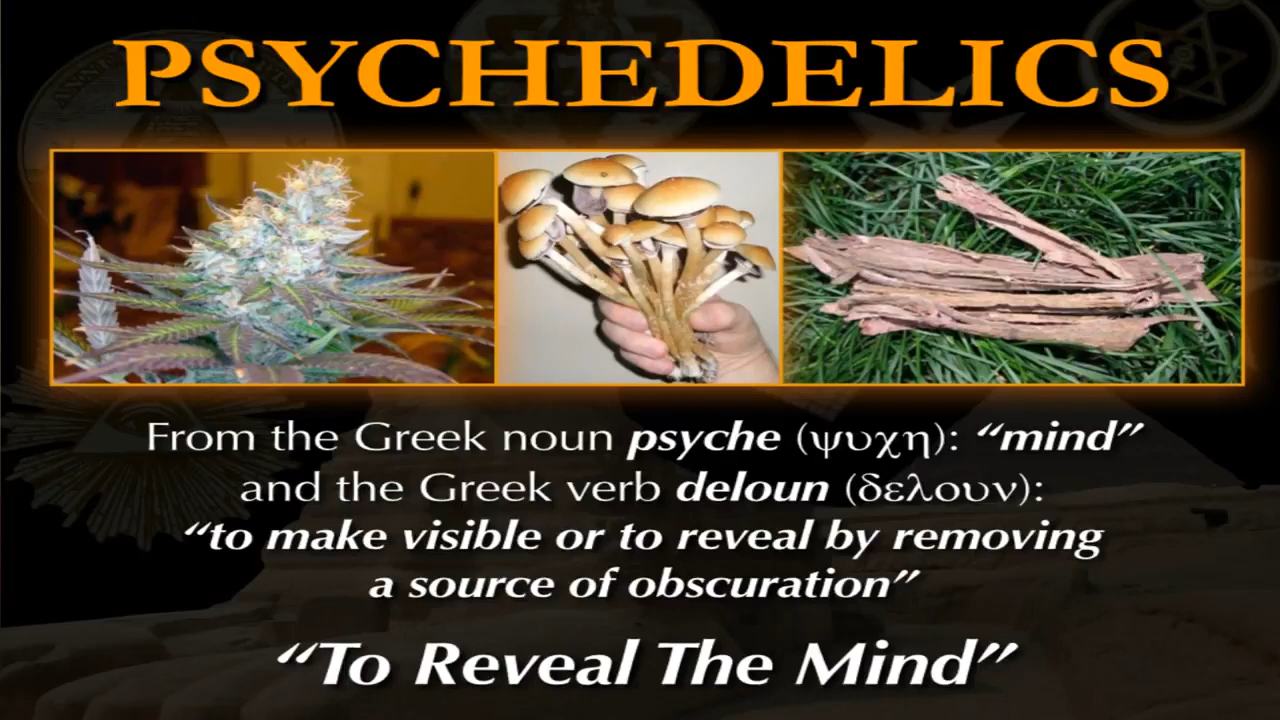 PSYCHEDELICS
From the Greek noun psyche (ψυχη): “mind”
and the Greek verb deloun (δελουν):
“to make visible or to reveal by removing
a source of obscuration”
“To Reveal The Mind”